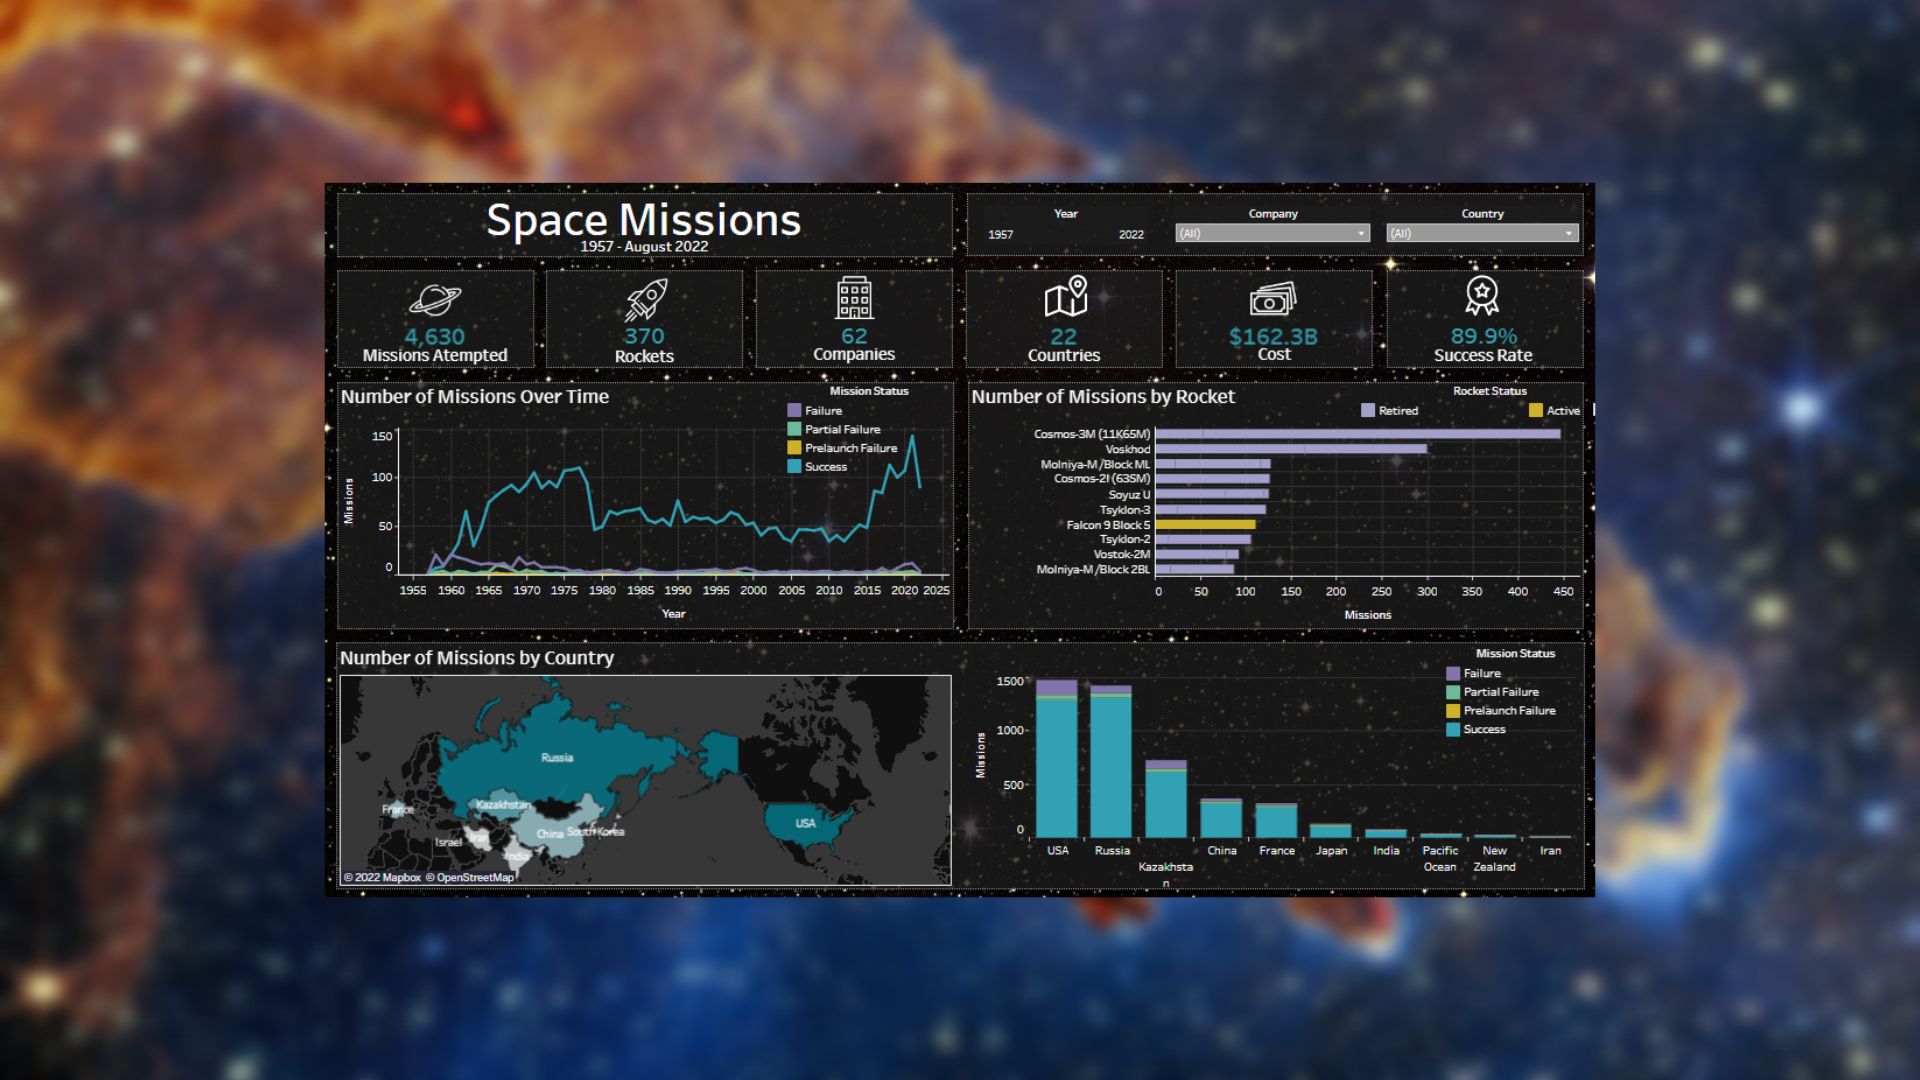 Space Missions
1957 - August 2022
Year
1957
2022
Company
(All)
Country
(All)
4,630
Missions Atempted
370
Rockets
62
Companies
22
Countries
$162.3B
Cost
89.9%
Success Rate
Number of Missions Over Time
Mission Status
Failure
Partial Failure
Prelaunch Failure
Success
Missions
150
100
50
0
1955 1960 1965 1970 1975 1980 1985 1990 1995 2000 2005 2010 2015 2020 2025
Year
Number of Missions by Rocket
Rocket Status
Retired
Active
Cosmos-3M (11K65M)
Voskhod
Molniya-M /Block ML
Cosmos-2I (63SM)
Soyuz U
Tsyklon-3
Falcon 9 Block 5
Tsyklon-2
Vostok-2M
Molniya-M /Block 2BL
0 50 100 150 200 250 300 350 400 450
Missions
Number of Missions by Country
Russia
France
Kazakhstan
China
South Korea
Israel
Iran
India
USA
© 2022 Mapbox © OpenStreetMap
Mission Status
Failure
Partial Failure
Prelaunch Failure
Success
Missions
1500
1000
500
0
USA
Russia
Kazakhsta
n
China
France
Japan
India
Pacific
Ocean
New
Zealand
Iran